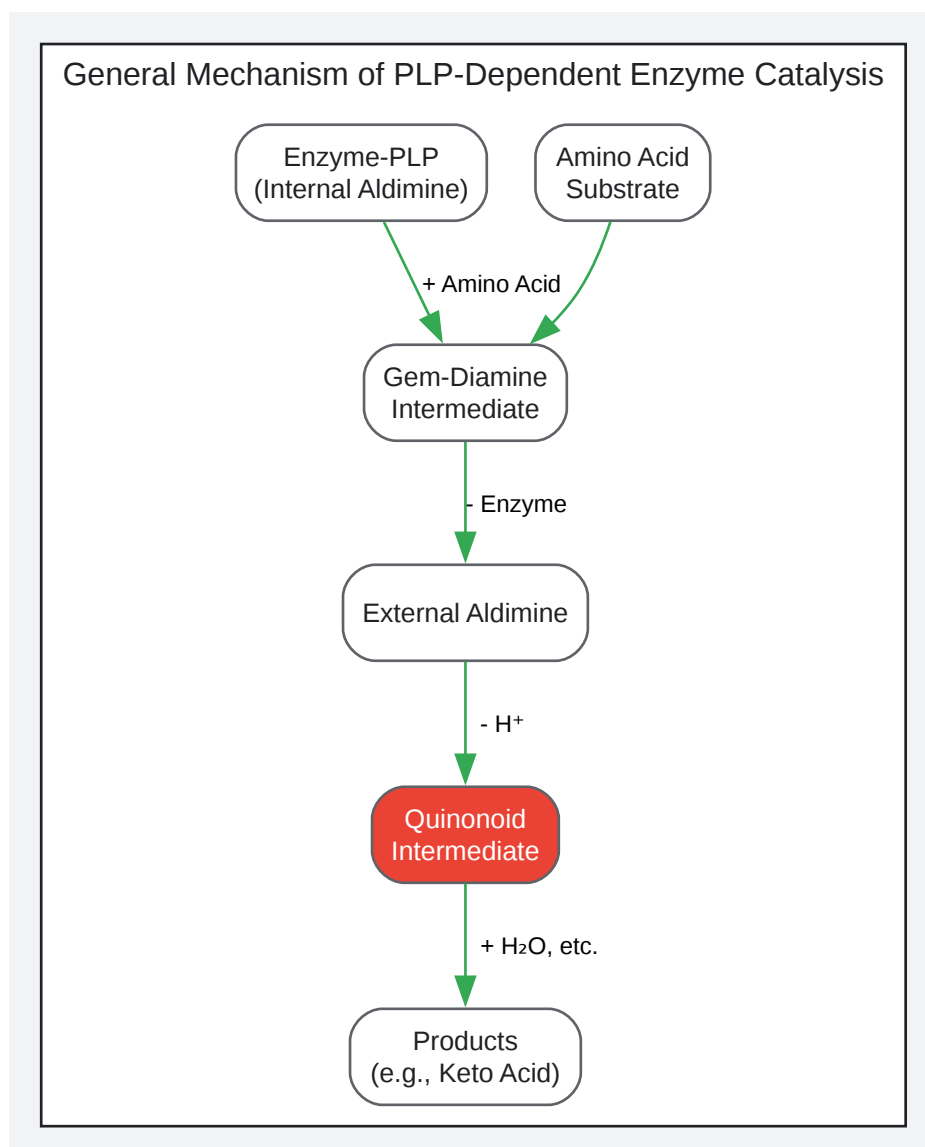 General Mechanism of PLP-Dependent Enzyme Catalysis
Enzyme-PLP
(Internal Aldimine)
Amino Acid
Substrate
+ Amino Acid
Gem-Diamine
Intermediate
- Enzyme
External Aldimine
- H⁺
Quinonoid
Intermediate
+ H₂O, etc.
Products
(e.g., Keto Acid)